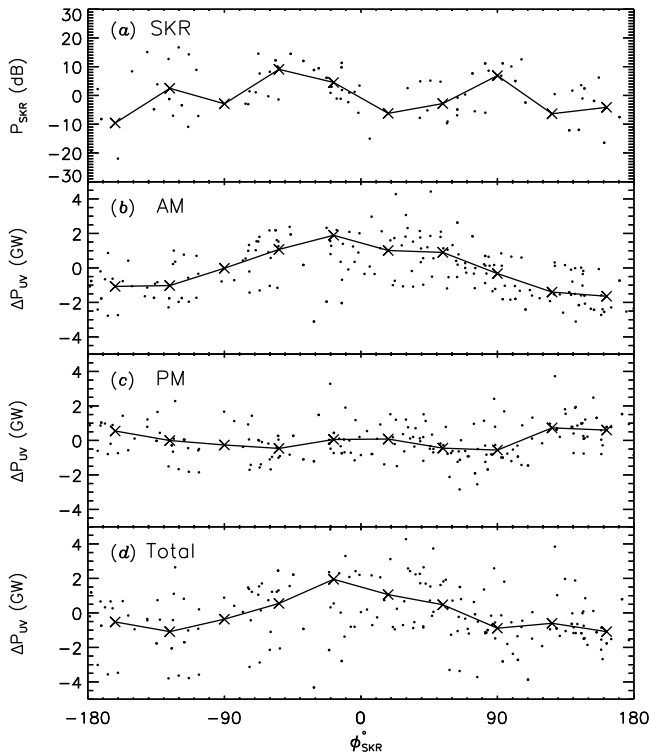 30
20
10
0
−10
−20
−30
P_SKR (dB)
(a) SKR
4
2
0
−2
−4
ΔP_UV (GW)
(b) AM
4
2
0
−2
−4
ΔP_UV (GW)
(c) PM
4
2
0
−2
−4
ΔP_UV (GW)
(d) Total
−180 −90 0 90 180
ϕ°_SKR